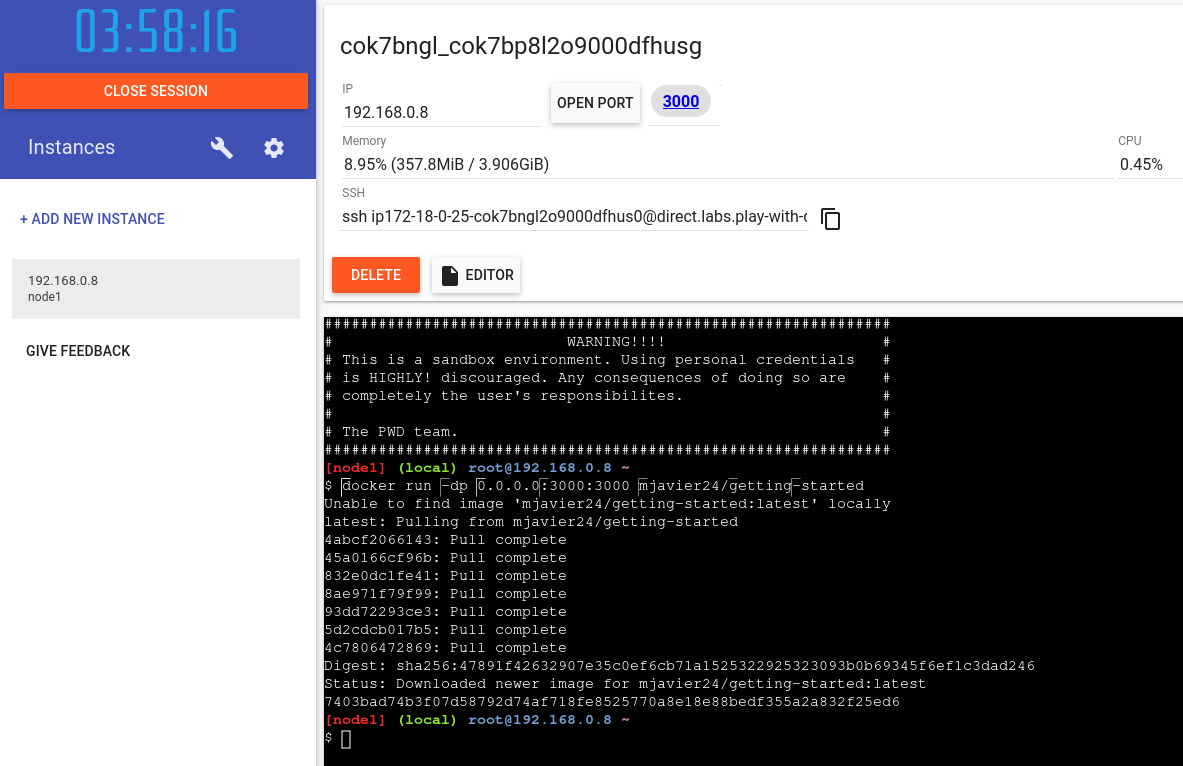 03:58:16
CLOSE SESSION
Instances
+ ADD NEW INSTANCE
192.168.0.8
node1
GIVE FEEDBACK
cok7bngl_cok7bp8l2o9000dfhusg
IP
192.168.0.8
OPEN PORT
3000
Memory
8.95% (357.8MiB / 3.906GiB)
CPU
0.45%
SSH
ssh ip172-18-0-25-cok7bngl2o9000dfhus0@direct.labs.play-with-
DELETE
EDITOR
###############################################################
#                          WARNING!!!!                        #
# This is a sandbox environment. Using personal credentials   #
# is HIGHLY! discouraged. Any consequences of doing so are    #
# completely the user's responsibilites.                      #
#                                                             #
# The PWD team.                                               #
###############################################################
[node1] (local) root@192.168.0.8 ~
$ docker run -dp 0.0.0.0:3000:3000 mjavier24/getting-started
Unable to find image 'mjavier24/getting-started:latest' locally
latest: Pulling from mjavier24/getting-started
4abcf2066143: Pull complete
45a0166cf96b: Pull complete
832e0dc1fe41: Pull complete
8ae971f79f99: Pull complete
93dd72293ce3: Pull complete
5d2cdcb017b5: Pull complete
4c7806472869: Pull complete
Digest: sha256:47891f42632907e35c0ef6cb71a1525322925323093b0b69345f6ef1c3dad246
Status: Downloaded newer image for mjavier24/getting-started:latest
7403bad74b3f07d58792d74af718fe8525770a8e18e88bedf355a2a832f25ed6
[node1] (local) root@192.168.0.8 ~
$